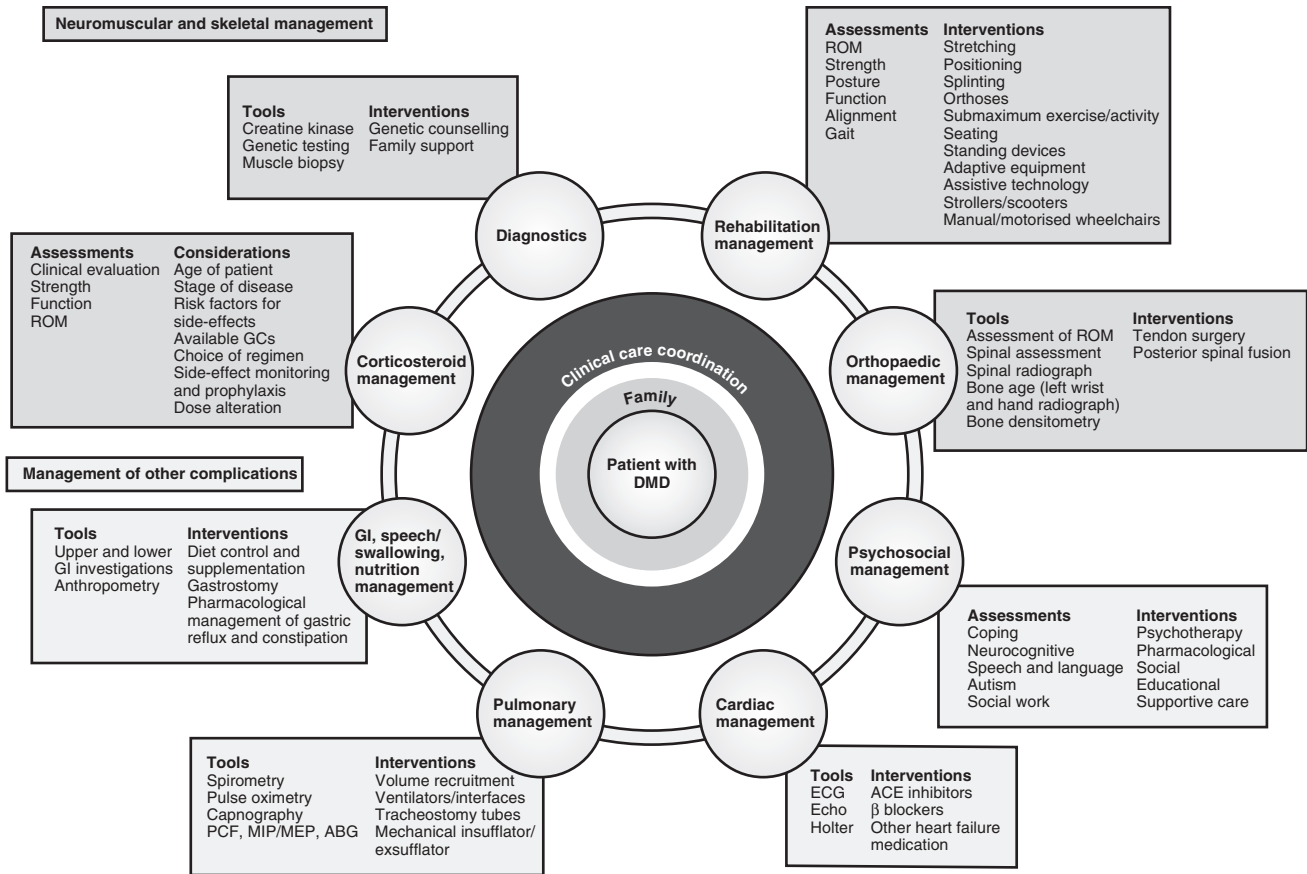 Neuromuscular and skeletal management
Tools
Creatine kinase
Genetic testing
Muscle biopsy
Interventions
Genetic counselling
Family support
Diagnostics
Assessments
ROM
Strength
Posture
Function
Alignment
Gait
Interventions
Stretching
Positioning
Splinting
Orthoses
Submaximum exercise/activity
Seating
Standing devices
Adaptive equipment
Assistive technology
Strollers/scooters
Manual/motorised wheelchairs
Rehabilitation
management
Assessments
Clinical evaluation
Strength
Function
ROM
Considerations
Age of patient
Stage of disease
Risk factors for
side-effects
Available GCs
Choice of regimen
Side-effect monitoring
and prophylaxis
Dose alteration
Corticosteroid
management
Clinical care coordination
Family
Patient with
DMD
Orthopaedic
management
Tools
Assessment of ROM
Spinal assessment
Spinal radiograph
Bone age (left wrist
and hand radiograph)
Bone densitometry
Interventions
Tendon surgery
Posterior spinal fusion
Management of other complications
Tools
Upper and lower
GI investigations
Anthropometry
Interventions
Diet control and
supplementation
Gastrostomy
Pharmacological
management of gastric
reflux and constipation
GI, speech/
swallowing,
nutrition
management
Psychosocial
management
Assessments
Coping
Neurocognitive
Speech and language
Autism
Social work
Interventions
Psychotherapy
Pharmacological
Social
Educational
Supportive care
Pulmonary
management
Tools
Spirometry
Pulse oximetry
Capnography
PCF, MIP/MEP, ABG
Interventions
Volume recruitment
Ventilators/interfaces
Tracheostomy tubes
Mechanical insufflator/
exsufflator
Cardiac
management
Tools
ECG
Echo
Holter
Interventions
ACE inhibitors
β blockers
Other heart failure
medication